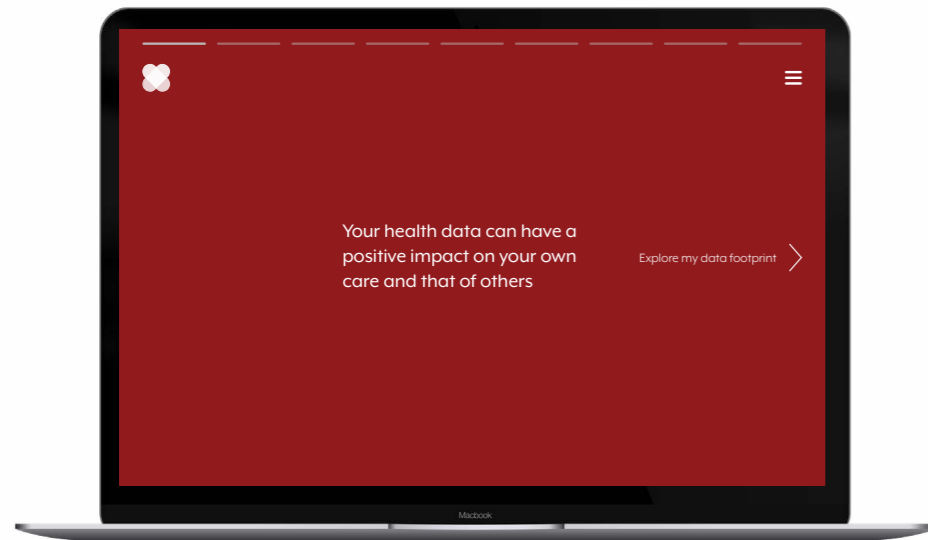 Your health data can have a
positive impact on your own
care and that of others
Explore my data footprint
Macbook